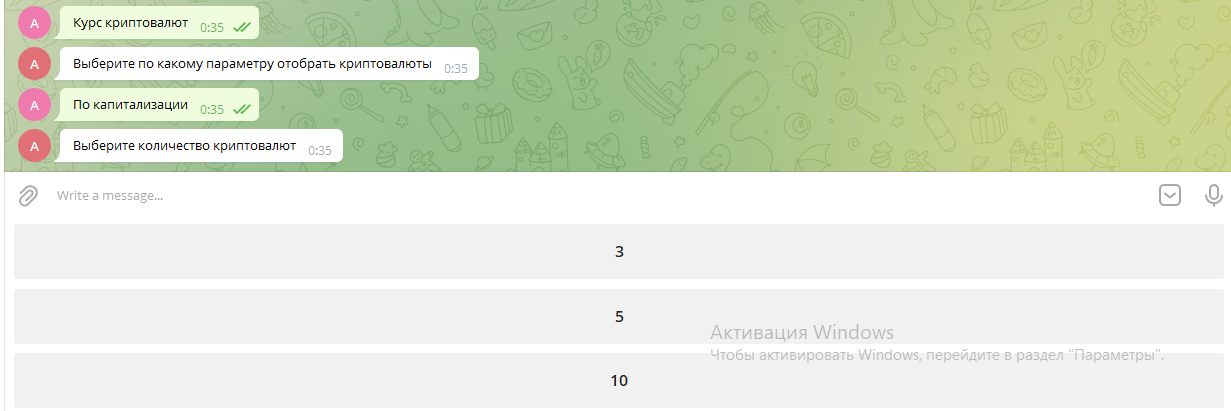 A
Курс криптовалют 0:35
A
Выберите по какому параметру отобрать криптовалюты 0:35
A
По капитализации 0:35
A
Выберите количество криптовалют 0:35
Write a message...
3
5
Активация Windows
Чтобы активировать Windows, перейдите в раздел "Параметры".
10